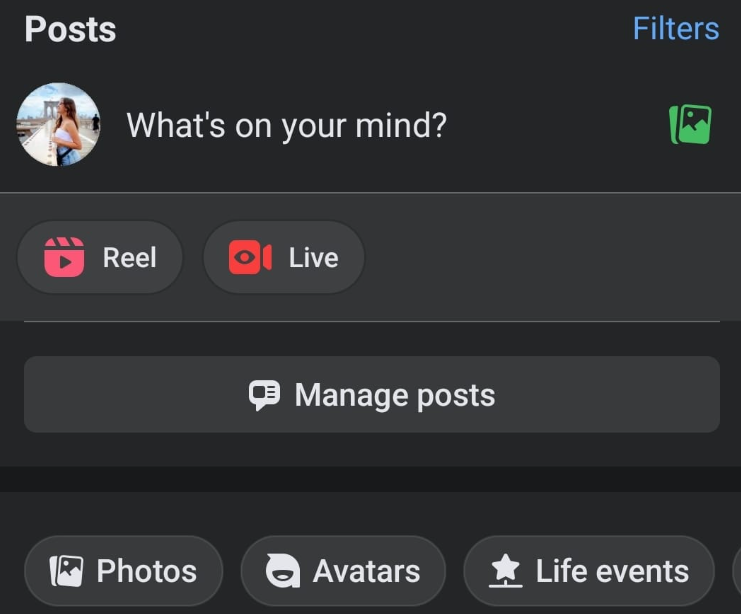 Posts
Filters
What's on your mind?
Reel
Live
Manage posts
Photos
Avatars
Life events